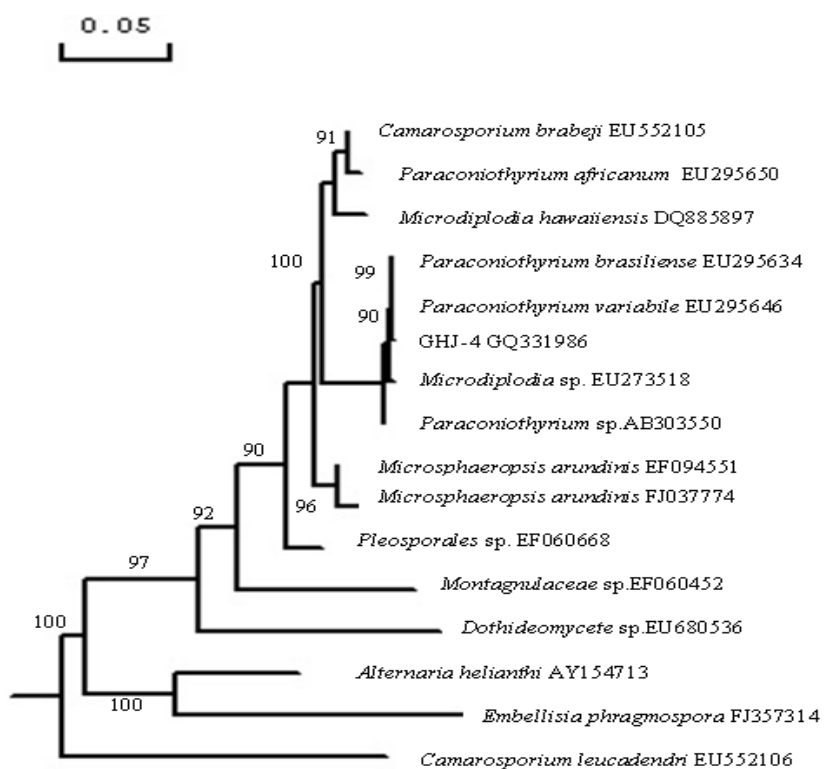 0.05
91
Camarosporium brabeji EU552105
Paraconiothyrium africanum EU295650
Microdiplodia hawaiiensis DQ885897
100
Paraconiothyrium brasiliense EU295634
99
Paraconiothyrium variabile EU295646
90
GHJ-4 GQ331986
Microdiplodia sp. EU273518
Paraconiothyrium sp.AB303550
90
Microsphaeropsis arundinis EF094551
96
Microsphaeropsis arundinis FJ037774
92
Pleosporales sp. EF060668
97
Montagnulaceae sp.EF060452
100
Dothideomycete sp.EU680536
Alternaria helianthi AY154713
100
Embellisia phragmospora FJ357314
Camarosporium leucadendri EU552106